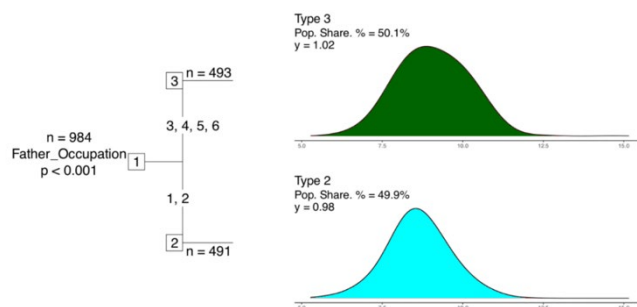 n = 984
Father_Occupation
p < 0.001
1
3
n = 493
3, 4, 5, 6
1, 2
2
n = 491
Type 3
Pop. Share. % = 50.1%
y = 1.02
5.0 7.5 10.0 12.5 15.0
Type 2
Pop. Share. % = 49.9%
y = 0.98